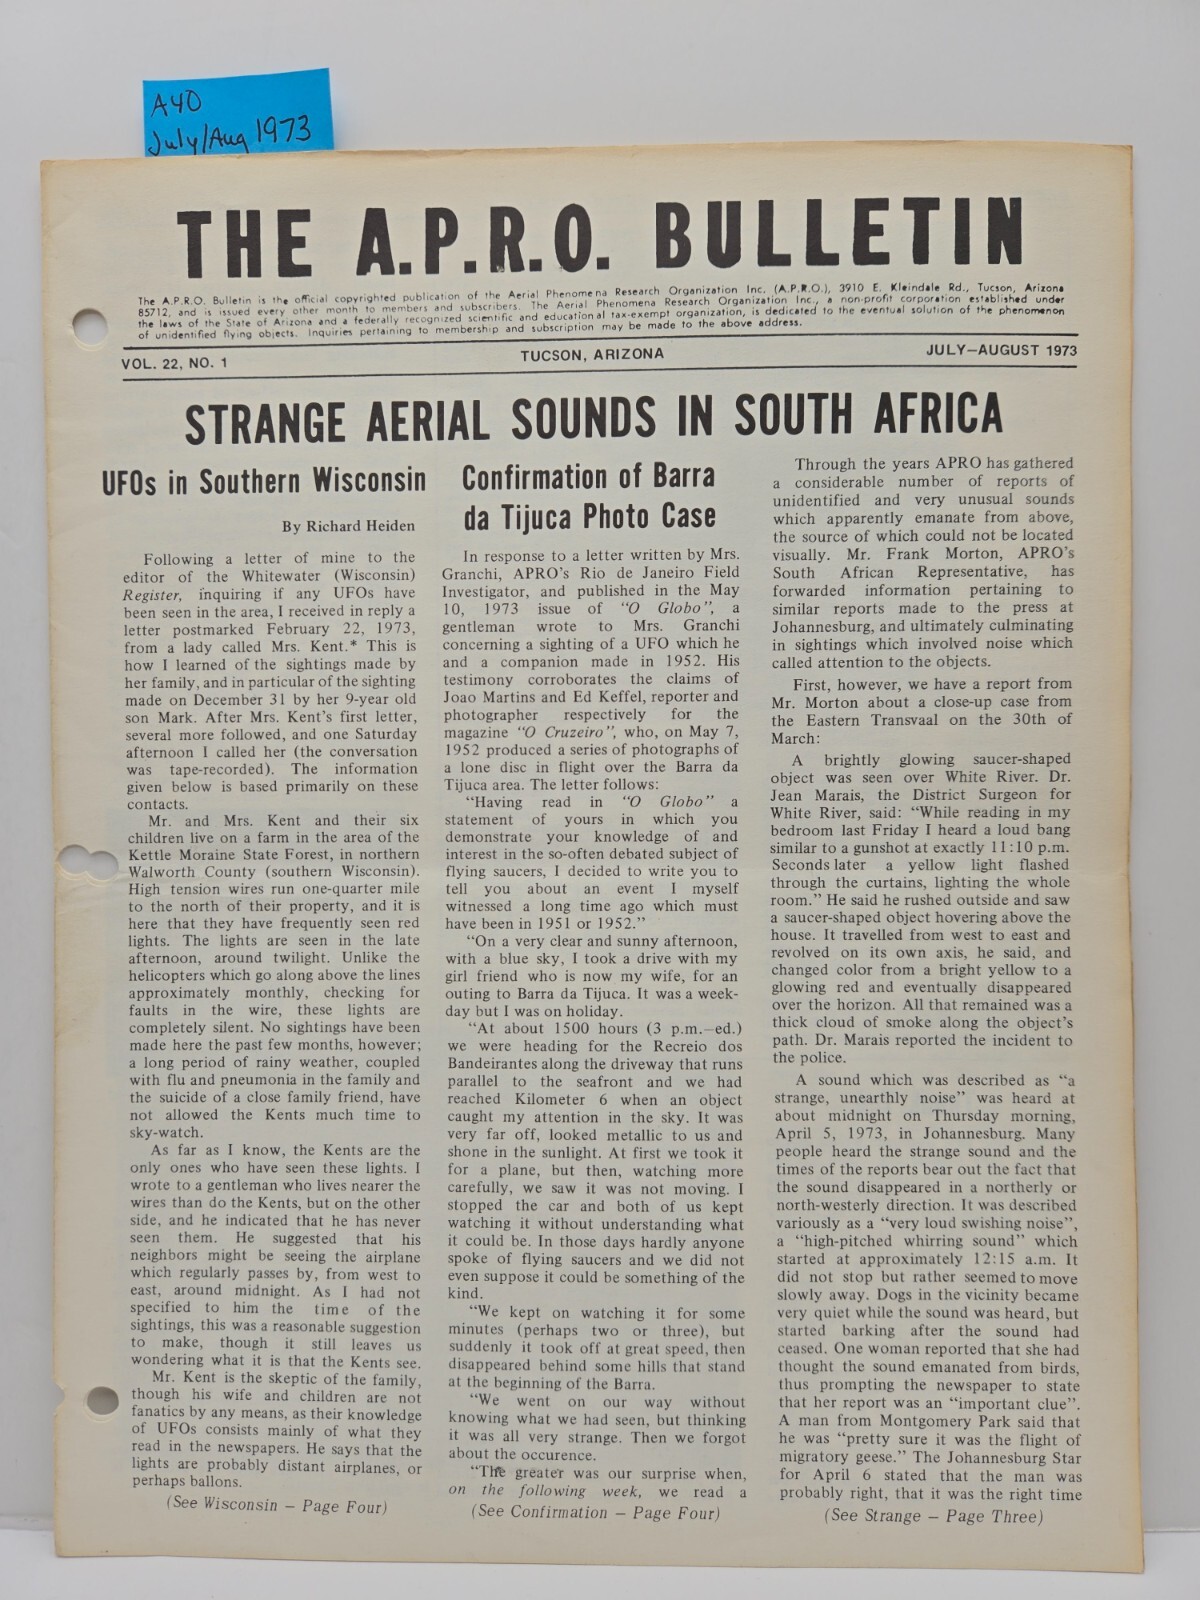 A40
July/Aug 1973
THE A.P.R.O. BULLETIN
The A.P.R.O. Bulletin is the official copyrighted publication of the Aerial Phenomena Research Organization Inc. (A.P.R.O.), 3910 E. Kleindale Rd., Tucson, Arizona
85712, and is issued every other month to members and subscribers. The Aerial Phenomena Research Organization Inc., a non-profit corporation established under
the laws of the State of Arizona and a federally recognized scientific and educational tax-exempt organization, is dedicated to the eventual solution of the phenomenon
of unidentified flying objects. Inquiries pertaining to membership and subscription may be made to the above address.
VOL. 22, NO. 1
TUCSON, ARIZONA
JULY—AUGUST 1973
STRANGE AERIAL SOUNDS IN SOUTH AFRICA
UFOs in Southern Wisconsin
By Richard Heiden
Following a letter of mine to the
editor of the Whitewater (Wisconsin)
Register, inquiring if any UFOs have
been seen in the area, I received in reply a
letter postmarked February 22, 1973,
from a lady called Mrs. Kent.* This is
how I learned of the sightings made by
her family, and in particular of the sighting
made on December 31 by her 9-year old
son Mark. After Mrs. Kent's first letter,
several more followed, and one Saturday
afternoon I called her (the conversation
was tape-recorded). The information
given below is based primarily on these
contacts.
Mr. and Mrs. Kent and their six
children live on a farm in the area of the
Kettle Moraine State Forest, in northern
Walworth County (southern Wisconsin).
High tension wires run one-quarter mile
to the north of their property, and it is
here that they have frequently seen red
lights. The lights are seen in the late
afternoon, around twilight. Unlike the
helicopters which go along above the lines
approximately monthly, checking for
faults in the wire, these lights are
completely silent. No sightings have been
made here the past few months, however;
a long period of rainy weather, coupled
with flu and pneumonia in the family and
the suicide of a close family friend, have
not allowed the Kents much time to
sky-watch.
As far as I know, the Kents are the
only ones who have seen these lights. I
wrote to a gentleman who lives nearer the
wires than do the Kents, but on the other
side, and he indicated that he has never
seen them. He suggested that his
neighbors might be seeing the airplane
which regularly passes by, from west to
east, around midnight. As I had not
specified to him the time of the
sightings, this was a reasonable suggestion
to make, though it still leaves us
wondering what it is that the Kents see.
Mr. Kent is the skeptic of the family,
though his wife and children are not
fanatics by any means, as their knowledge
of UFOs consists mainly of what they
read in the newspapers. He says that the
lights are probably distant airplanes, or
perhaps ballons.
(See Wisconsin — Page Four)
Confirmation of Barra
da Tijuca Photo Case
In response to a letter written by Mrs.
Granchi, APRO's Rio de Janeiro Field
Investigator, and published in the May
10, 1973 issue of "O Globo", a
gentleman wrote to Mrs. Granchi
concerning a sighting of a UFO which he
and a companion made in 1952. His
testimony corroborates the claims of
Joao Martins and Ed Keffel, reporter and
photographer respectively for the
magazine "O Cruzeiro", who, on May 7,
1952 produced a series of photographs of
a lone disc in flight over the Barra da
Tijuca area. The letter follows:
"Having read in "O Globo" a
statement of yours in which you
demonstrate your knowledge of and
interest in the so-often debated subject of
flying saucers, I decided to write you to
tell you about an event I myself
witnessed a long time ago which must
have been in 1951 or 1952."
"On a very clear and sunny afternoon,
with a blue sky, I took a drive with my
girl friend who is now my wife, for an
outing to Barra da Tijuca. It was a week-
day but I was on holiday.
"At about 1500 hours (3 p.m.—ed.)
we were heading for the Recreio dos
Bandeirantes along the driveway that runs
parallel to the seafront and we had
reached Kilometer 6 when an object
caught my attention in the sky. It was
very far off, looked metallic to us and
shone in the sunlight. At first we took it
for a plane, but then, watching more
carefully, we saw it was not moving. I
stopped the car and both of us kept
watching it without understanding what
it could be. In those days hardly anyone
spoke of flying saucers and we did not
even suppose it could be something of the
kind.
"We kept on watching it for some
minutes (perhaps two or three), but
suddenly it took off at great speed, then
disappeared behind some hills that stand
at the beginning of the Barra.
"We went on our way without
knowing what we had seen, but thinking
it was all very strange. Then we forgot
about the occurence.
"The greater was our surprise when,
on the following week, we read a
(See Confirmation — Page Four)
Through the years APRO has gathered
a considerable number of reports of
unidentified and very unusual sounds
which apparently emanate from above,
the source of which could not be located
visually. Mr. Frank Morton, APRO's
South African Representative, has
forwarded information pertaining to
similar reports made to the press at
Johannesburg, and ultimately culminating
in sightings which involved noise which
called attention to the objects.
First, however, we have a report from
Mr. Morton about a close-up case from
the Eastern Transvaal on the 30th of
March:
A brightly glowing saucer-shaped
object was seen over White River. Dr.
Jean Marais, the District Surgeon for
White River, said: "While reading in my
bedroom last Friday I heard a loud bang
similar to a gunshot at exactly 11:10 p.m.
Seconds later a yellow light flashed
through the curtains, lighting the whole
room." He said he rushed outside and saw
a saucer-shaped object hovering above the
house. It travelled from west to east and
revolved on its own axis, he said, and
changed color from a bright yellow to a
glowing red and eventually disappeared
over the horizon. All that remained was a
thick cloud of smoke along the object's
path. Dr. Marais reported the incident to
the police.
A sound which was described as "a
strange, unearthly noise" was heard at
about midnight on Thursday morning,
April 5, 1973, in Johannesburg. Many
people heard the strange sound and the
times of the reports bear out the fact that
the sound disappeared in a northerly or
north-westerly direction. It was described
variously as a "very loud swishing noise",
a "high-pitched whirring sound" which
started at approximately 12:15 a.m. It
did not stop but rather seemed to move
slowly away. Dogs in the vicinity became
very quiet while the sound was heard, but
started barking after the sound had
ceased. One woman reported that she had
thought the sound emanated from birds,
thus prompting the newspaper to state
that her report was an "important clue".
A man from Montgomery Park said that
he was "pretty sure it was the flight of
migratory geese." The Johannesburg Star
for April 6 stated that the man was
probably right, that it was the right time
(See Strange — Page Three)